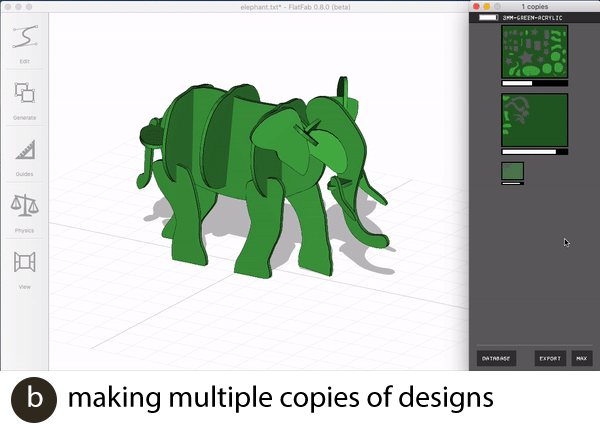 elephant.txt* - FlatFab 0.8.0 (beta)
1 copies
3MM-GREEN-ACRYLIC
Edit
Generate
Guides
Physics
View
DATABASE
EXPORT
MAX
b making multiple copies of designs